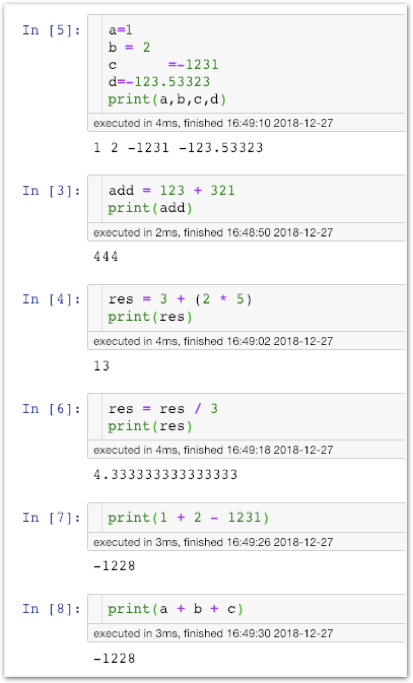 In [5]: a=1
b = 2
c      =-1231
d=-123.53323
print(a,b,c,d)
executed in 4ms, finished 16:49:10 2018-12-27
1 2 -1231 -123.53323
In [3]: add = 123 + 321
print(add)
executed in 2ms, finished 16:48:50 2018-12-27
444
In [4]: res = 3 + (2 * 5)
print(res)
executed in 4ms, finished 16:49:02 2018-12-27
13
In [6]: res = res / 3
print(res)
executed in 4ms, finished 16:49:18 2018-12-27
4.333333333333333
In [7]: print(1 + 2 - 1231)
executed in 3ms, finished 16:49:26 2018-12-27
-1228
In [8]: print(a + b + c)
executed in 3ms, finished 16:49:30 2018-12-27
-1228